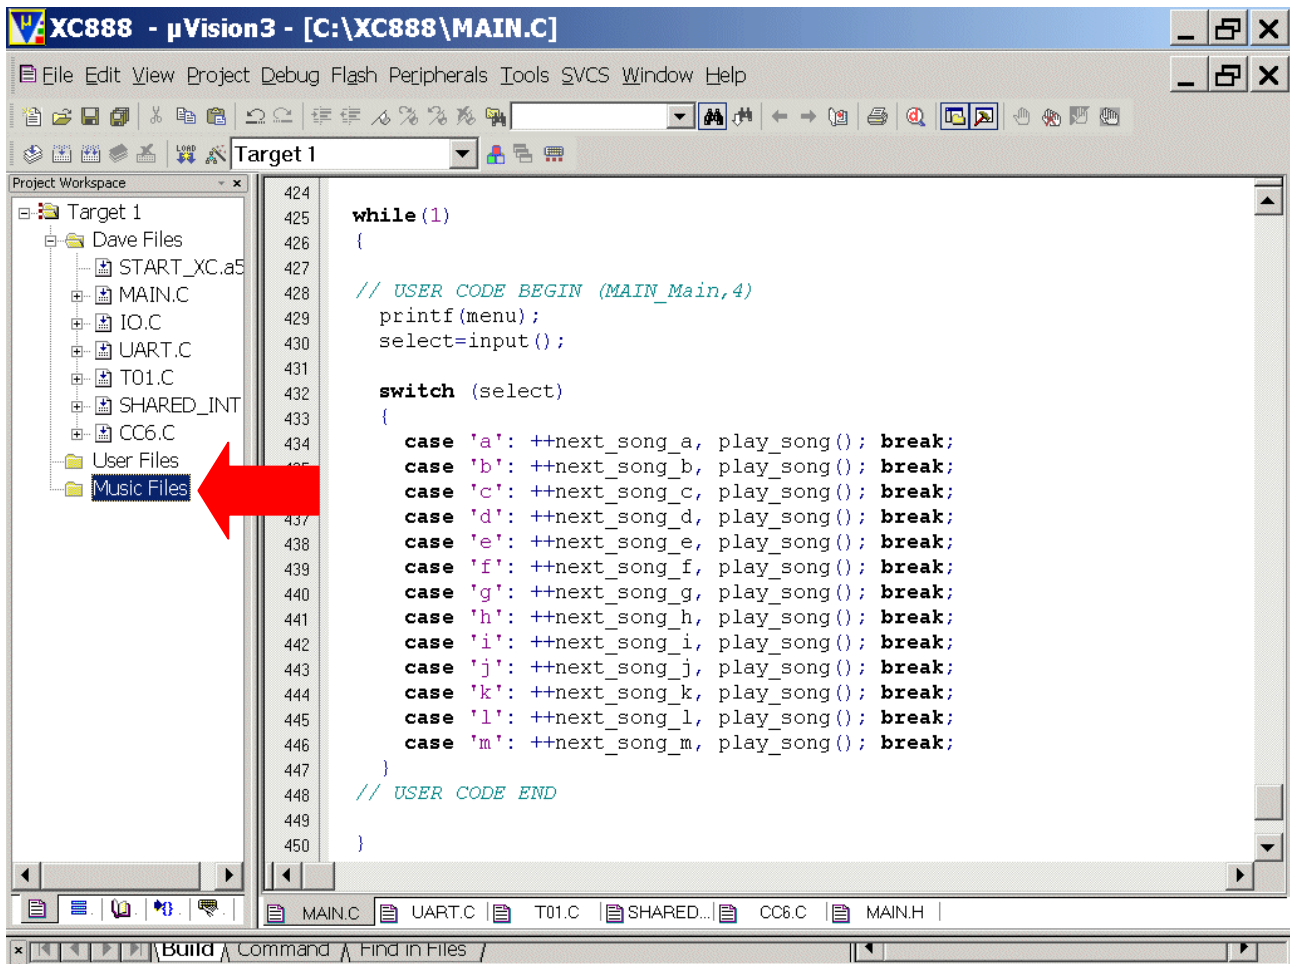 XC888 - µVision3 - [C:\XC888\MAIN.C]
File Edit View Project Debug Flash Peripherals Tools SVCS Window Help
LOAD
Target 1
Project Workspace
Target 1
Dave Files
START_XC.a5
MAIN.C
IO.C
UART.C
T01.C
SHARED_INT
CC6.C
User Files
Music Files
424
425 while(1)
426 {
427
428 // USER CODE BEGIN (MAIN_Main,4)
429 printf(menu);
430 select=input();
431
432 switch (select)
433 {
434 case 'a': ++next_song_a, play_song(); break;
case 'b': ++next_song_b, play_song(); break;
case 'c': ++next_song_c, play_song(); break;
437 case 'd': ++next_song_d, play_song(); break;
438 case 'e': ++next_song_e, play_song(); break;
439 case 'f': ++next_song_f, play_song(); break;
440 case 'g': ++next_song_g, play_song(); break;
441 case 'h': ++next_song_h, play_song(); break;
442 case 'i': ++next_song_i, play_song(); break;
443 case 'j': ++next_song_j, play_song(); break;
444 case 'k': ++next_song_k, play_song(); break;
445 case 'l': ++next_song_l, play_song(); break;
446 case 'm': ++next_song_m, play_song(); break;
447 }
448 // USER CODE END
449
450 }
MAIN.C UART.C T01.C SHARED... CC6.C MAIN.H
Build Command Find in Files